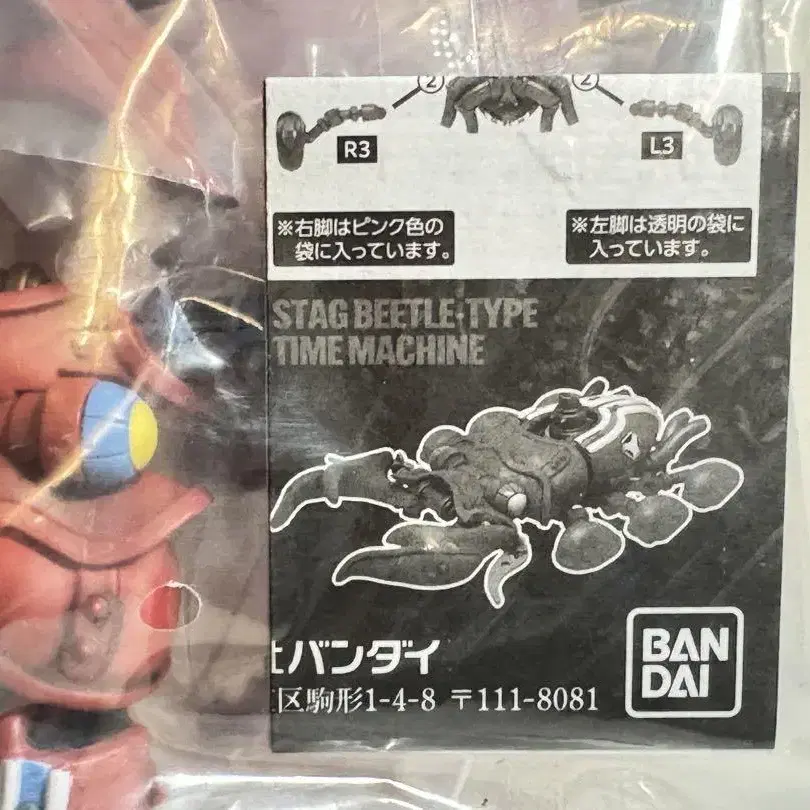 ② ②
R3 L3
※右脚はピンク色の
袋に入っています。
※左脚は透明の袋に
入っています。
STAG BEETLE-TYPE
TIME MACHINE
バンダイ
区駒形1-4-8 〒111-8081
BAN
DAI